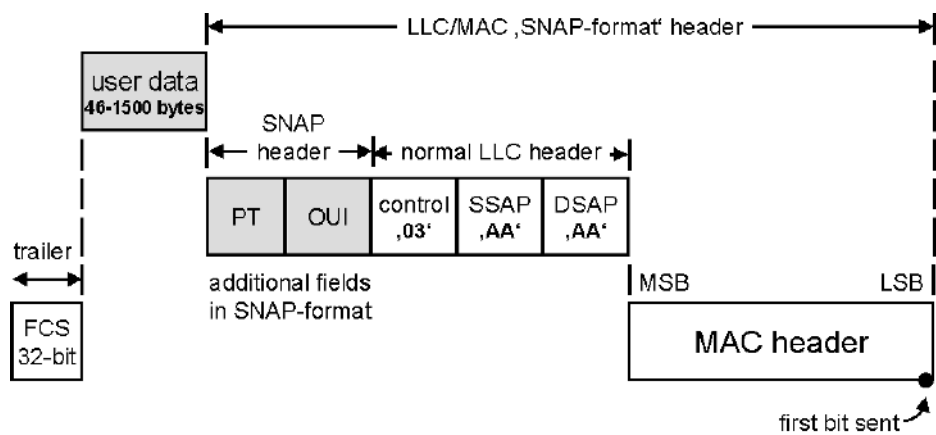 LLC/MAC ‚SNAP-format‘ header
user data
46-1500 bytes
SNAP
header
normal LLC header
PT
OUI
control
‚03‘
SSAP
‚AA‘
DSAP
‚AA‘
trailer
additional fields
in SNAP-format
MSB
LSB
FCS
32-bit
MAC header
first bit sent